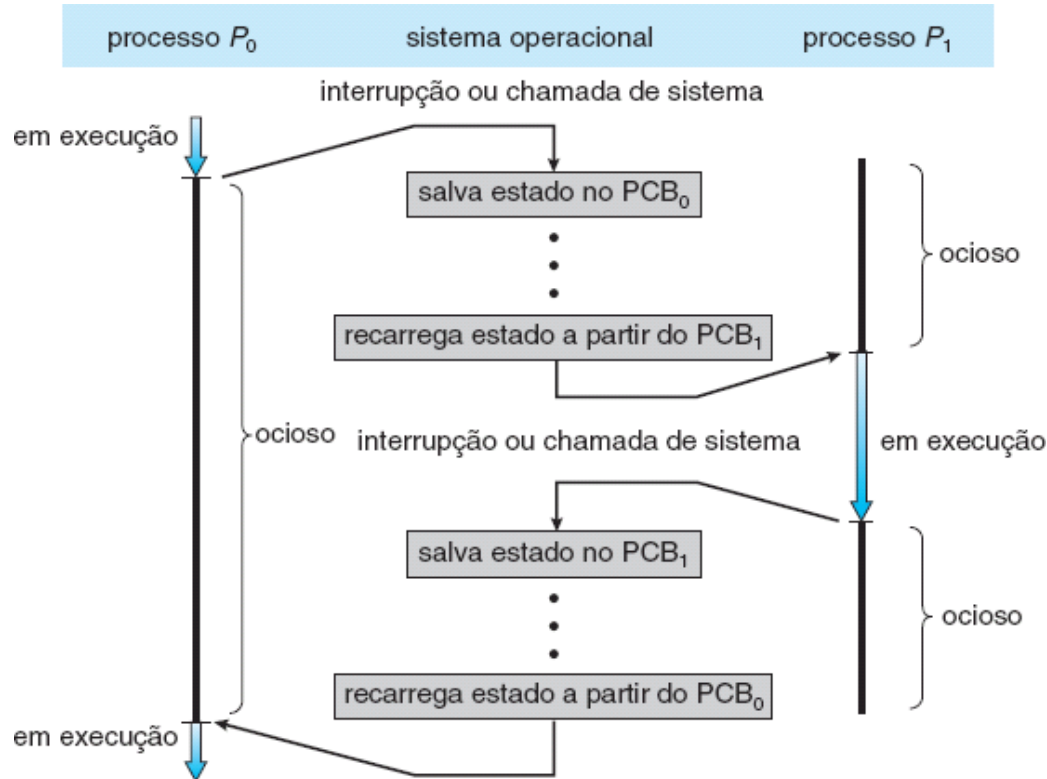 processo P₀
sistema operacional
processo P₁
interrupção ou chamada de sistema
em execução
salva estado no PCB₀
ocioso
recarrega estado a partir do PCB₁
ocioso
interrupção ou chamada de sistema
em execução
salva estado no PCB₁
ocioso
recarrega estado a partir do PCB₀
em execução